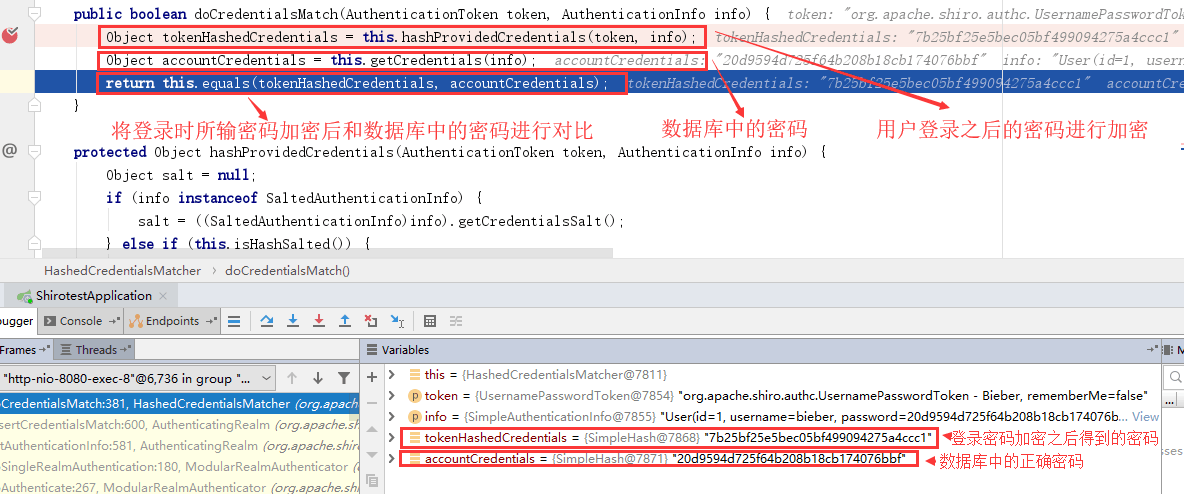 public boolean doCredentialsMatch(AuthenticationToken token, AuthenticationInfo info) { token: "org.apache.shiro.authc.UsernamePasswordTok
Object tokenHashedCredentials = this.hashProvidedCredentials(token, info); tokenHashedCredentials: "7b25bf25e5bec05bf499094275a4ccc1"
Object accountCredentials = this.getCredentials(info); accountCredentials: "20d9594d725f64b208b18cb174076bbf" info: "User(id=1, usern
return this.equals(tokenHashedCredentials, accountCredentials); tokenHashedCredentials: "7b25bf25e5bec05bf499094275a4ccc1" accountCre
}
将登录时所输密码加密后和数据库中的密码进行对比 数据库中的密码 用户登录之后的密码进行加密
@
protected Object hashProvidedCredentials(AuthenticationToken token, AuthenticationInfo info) {
Object salt = null;
if (info instanceof SaltedAuthenticationInfo) {
salt = ((SaltedAuthenticationInfo)info).getCredentialsSalt();
} else if (this.isHashSalted()) {
HashedCredentialsMatcher › doCredentialsMatch()
ShirotestApplication ×
ugger Console Endpoints
Frames Threads Variables
"http-nio-8080-exec-8"@6,736 in group "...
this = {HashedCredentialsMatcher@7811}
token = {UsernamePasswordToken@7854} "org.apache.shiro.authc.UsernamePasswordToken - Bieber, rememberMe=false"
CredentialsMatch:381, HashedCredentialsMatcher (org.apac
info = {SimpleAuthenticationInfo@7855} "User(id=1, username=bieber, password=20d9594d725f64b208b18cb174076b... View
sertCredentialsMatch:600, AuthenticatingRealm (org.apach
tokenHashedCredentials = {SimpleHash@7868} "7b25bf25e5bec05bf499094275a4ccc1" 登录密码加密之后得到的密码
tAuthenticationInfo:581, AuthenticatingRealm (org.apache.
accountCredentials = {SimpleHash@7871} "20d9594d725f64b208b18cb174076bbf" 数据库中的正确密码
SingleRealmAuthentication:180, ModularRealmAuthenticator
Authenticate:267, ModularRealmAuthenticator (org.apache.shir